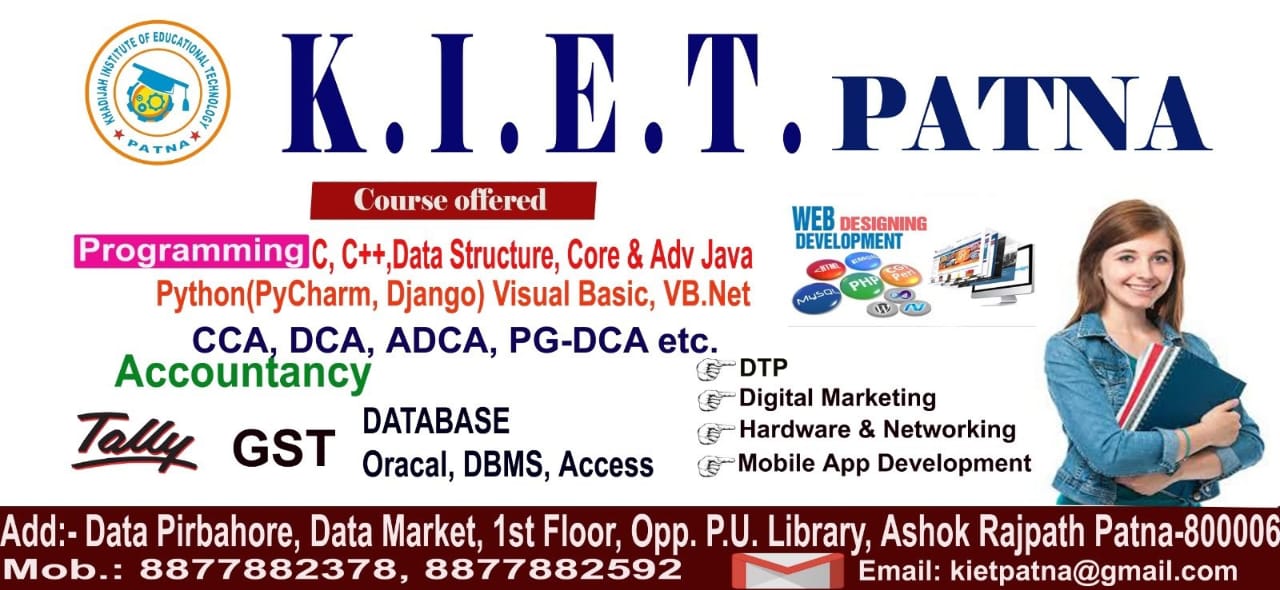 KHADIJAH INSTITUTE OF EDUCATIONAL TECHNOLOGY
PATNA
K.I.E.T. PATNA
Course offered
Programming C, C++,Data Structure, Core & Adv Java
Python(PyCharm, Django) Visual Basic, VB.Net
CCA, DCA, ADCA, PG-DCA etc.
Accountancy
Tally
GST
DATABASE
Oracal, DBMS, Access
WEB DESIGNING
DEVELOPMENT
<HTML
MySQL
PHP
CGI
Perl
DTP
Digital Marketing
Hardware & Networking
Mobile App Development
Add:- Data Pirbahore, Data Market, 1st Floor, Opp. P.U. Library, Ashok Rajpath Patna-800006
Mob.: 8877882378, 8877882592
Email: kietpatna@gmail.com